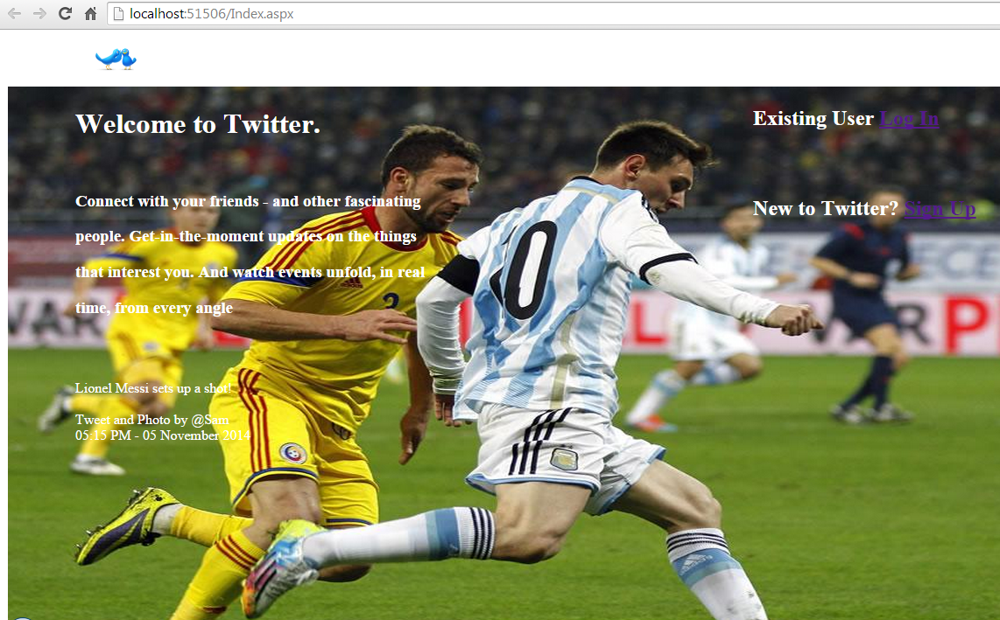 localhost:51506/Index.aspx
Welcome to Twitter.
Existing User Log In
Connect with your friends - and other fascinating
New to Twitter? Sign Up
people. Get-in-the-moment updates on the things
that interest you. And watch events unfold, in real
time, from every angle
10
2
Lionel Messi sets up a shot!
Tweet and Photo by @Sam
05:15 PM - 05 November 2014